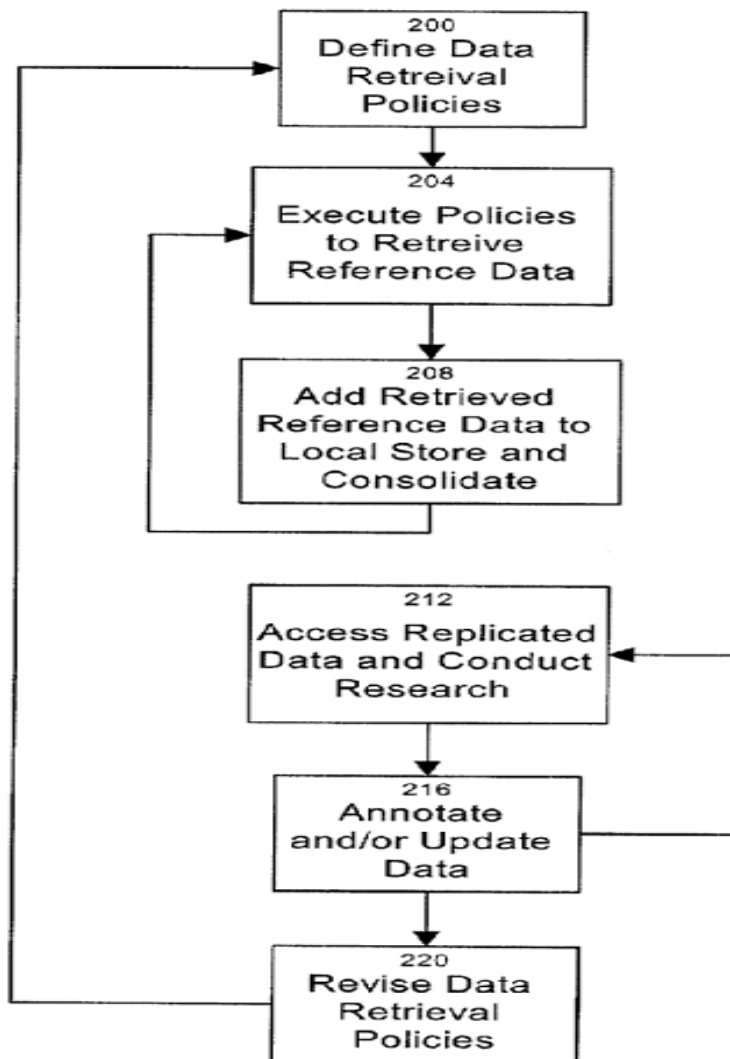 200
Define Data
Retreival
Policies
204
Execute Policies
to Retreive
Reference Data
208
Add Retrieved
Reference Data to
Local Store and
Consolidate
212
Access Replicated
Data and Conduct
Research
216
Annotate
and/or Update
Data
220
Revise Data
Retrieval
Policies